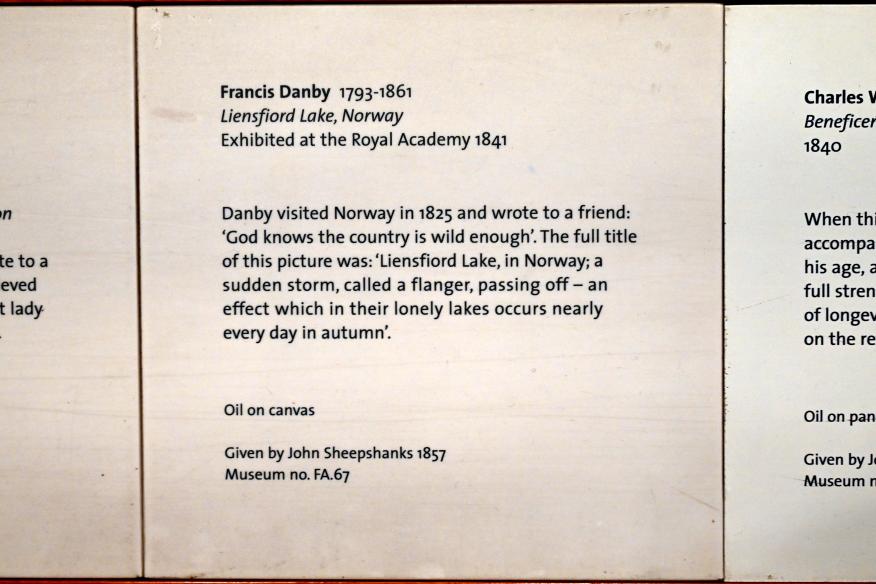 on
te to a
eved
t lady
Francis Danby 1793-1861
Liensfiord Lake, Norway
Exhibited at the Royal Academy 1841
Danby visited Norway in 1825 and wrote to a friend:
‘God knows the country is wild enough’. The full title
of this picture was: ‘Liensfiord Lake, in Norway; a
sudden storm, called a flanger, passing off – an
effect which in their lonely lakes occurs nearly
every day in autumn’.
Oil on canvas
Given by John Sheepshanks 1857
Museum no. FA.67
Charles W
Beneficen
1840
When thi
accompa
his age, a
full stren
of longev
on the re
Oil on pan
Given by Jo
Museum n